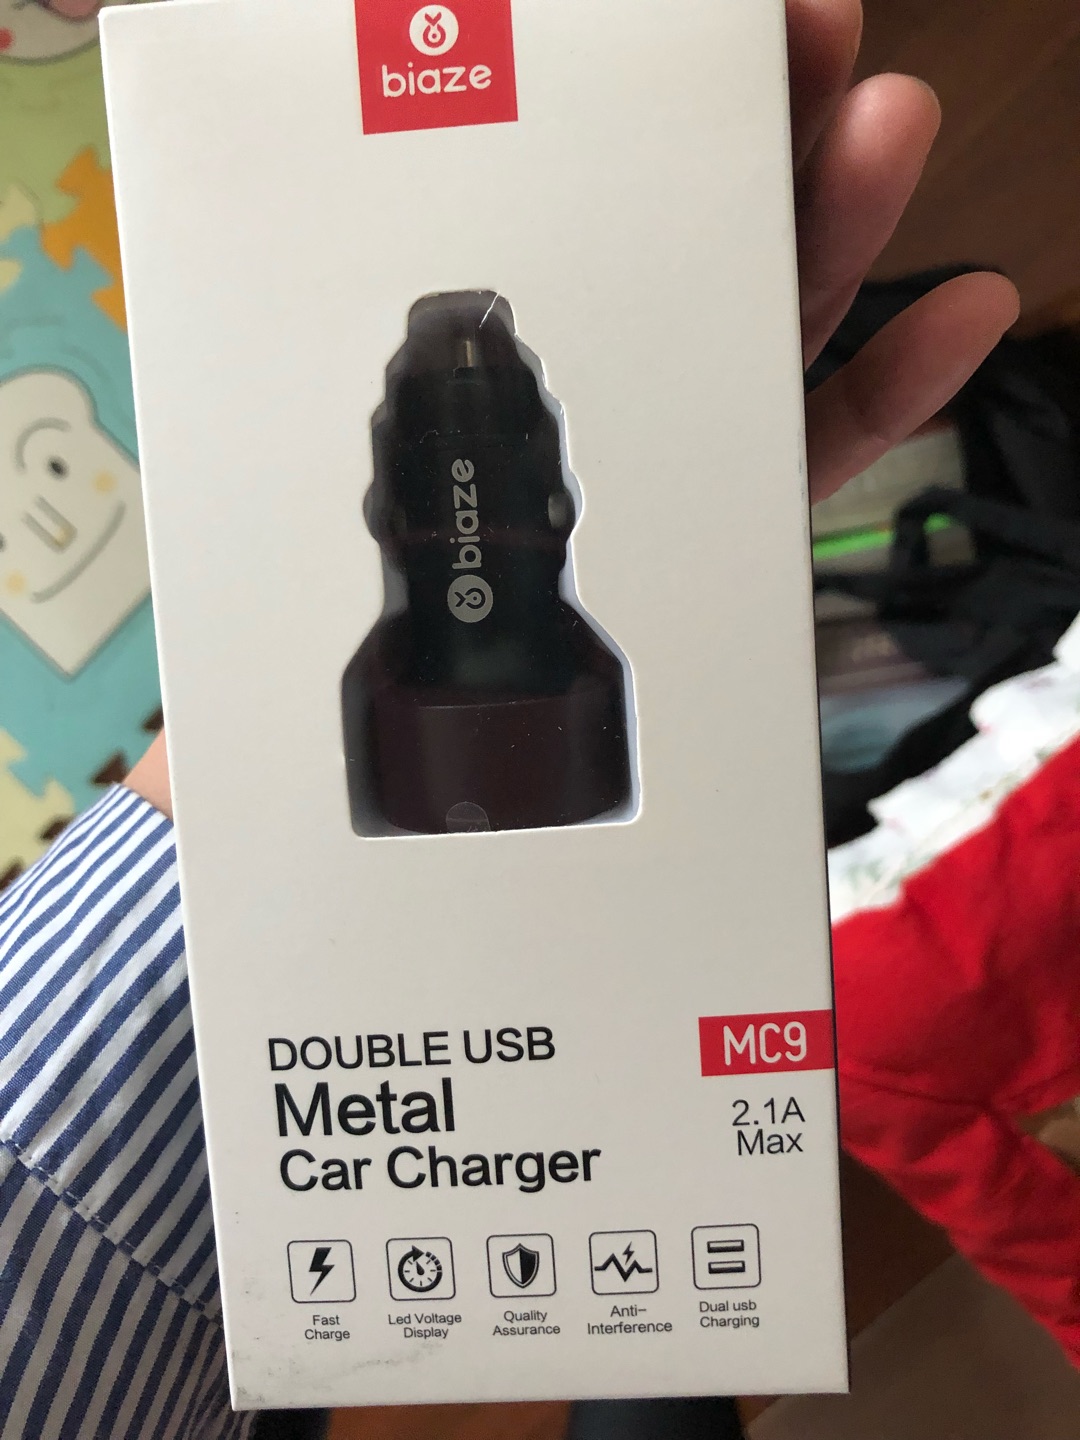 biaze
biaze
DOUBLE USB
Metal
Car Charger
MC9
2.1A
Max
Fast
Charge
Led Voltage
Display
Quality
Assurance
Anti-
Interference
Dual usb
Charging